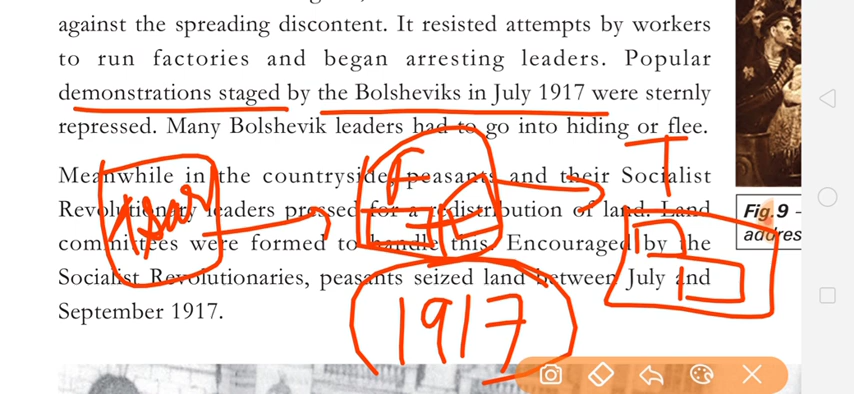 against the spreading discontent. It resisted attempts by workers
to run factories and began arresting leaders. Popular
demonstrations staged by the Bolsheviks in July 1917 were sternly
repressed. Many Bolshevik leaders had to go into hiding or flee.
Meanwhile in the countryside, peasants and their Socialist
Revolutionary leaders pressed for a redistribution of land. Land
committees were formed to handle this. Encouraged by the
Socialist Revolutionaries, peasants seized land between July and
September 1917.
Fig.9 –
addres
Tsar
1917